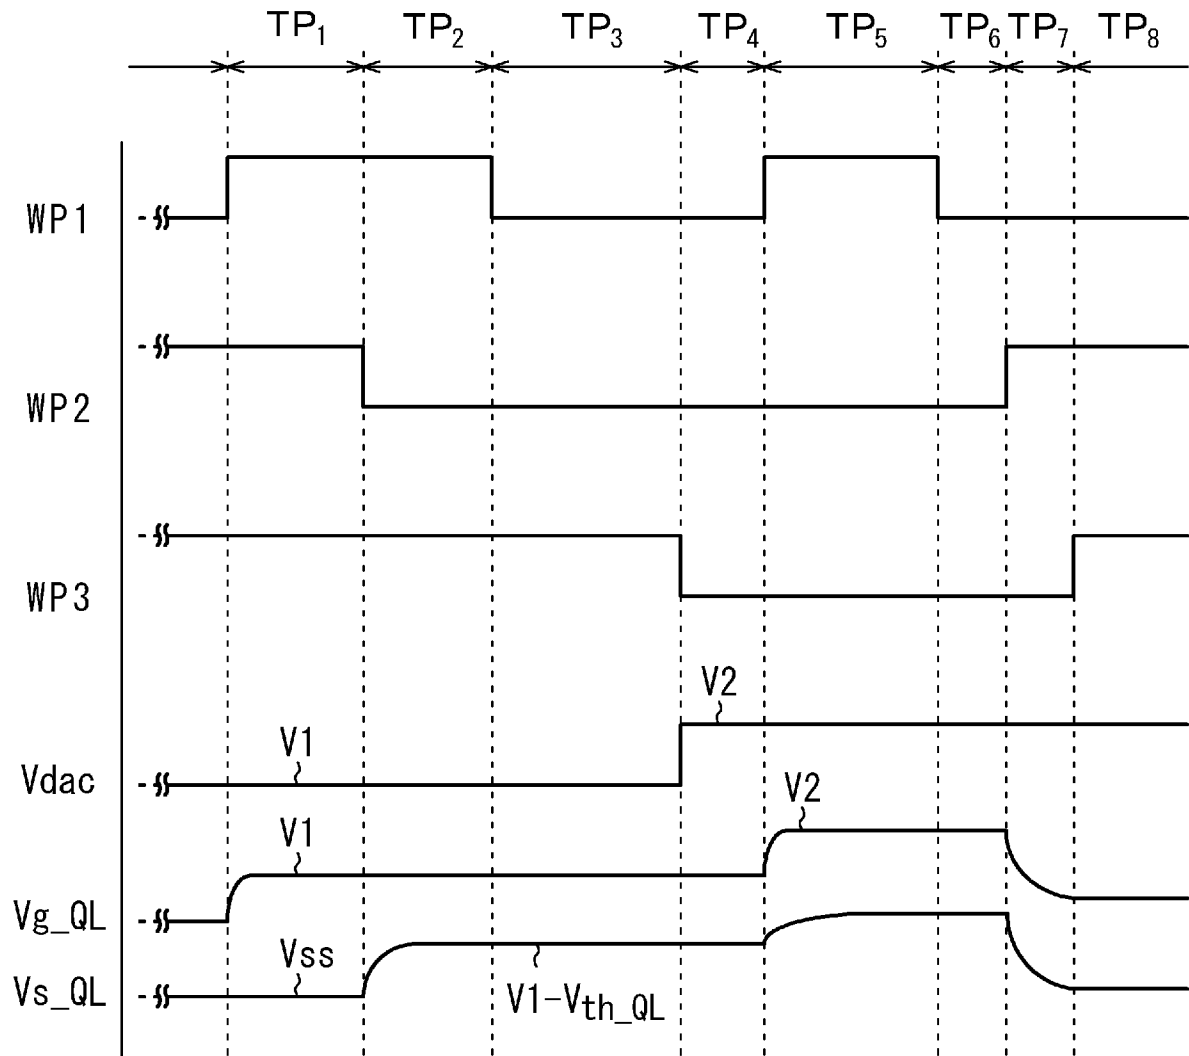 TP₁ TP₂ TP₃ TP₄ TP₅ TP₆ TP₇ TP₈
WP1
WP2
WP3
V2
V1
Vdac
V2
V1
Vg_QL
Vss
Vs_QL
V1-Vth_QL